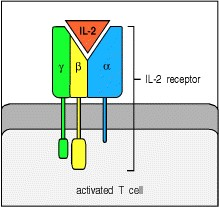 IL-2
γ β α
IL-2 receptor
activated T cell